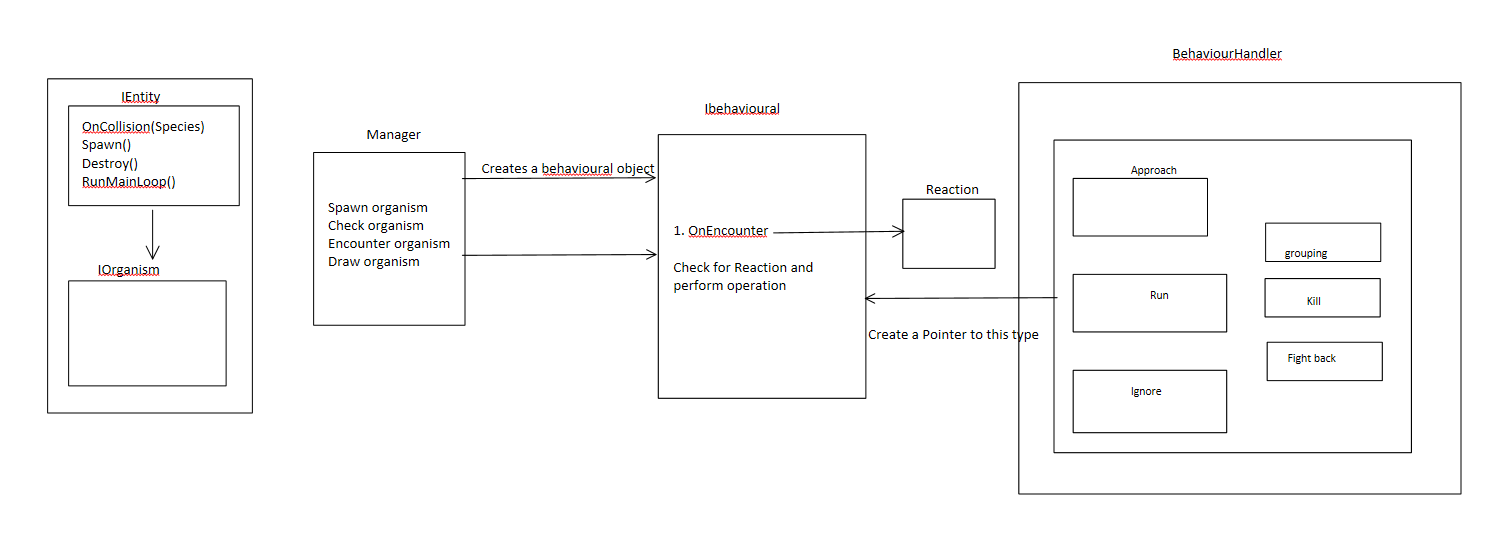 IEntity
OnCollision(Species)
Spawn()
Destroy()
RunMainLoop()
IOrganism
Manager
Spawn organism
Check organism
Encounter organism
Draw organism
Creates a behavioural object
Ibehavioural
1. OnEncounter
Check for Reaction and
perform operation
Reaction
Create a Pointer to this type
BehaviourHandler
Approach
Run
Ignore
grouping
Kill
Fight back